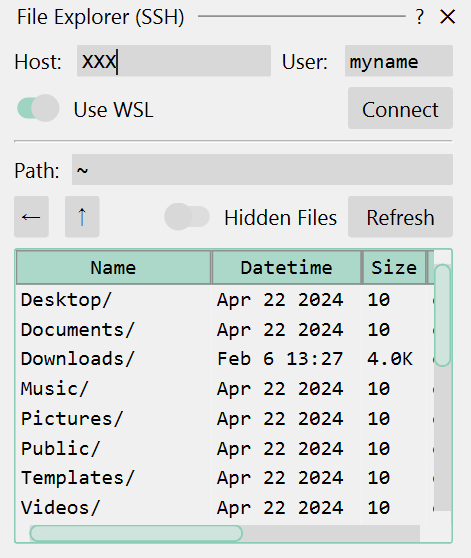 File Explorer (SSH) ? ×
Host: XXX User: myname
Use WSL Connect
Path: ~
← ↑ Hidden Files Refresh
Name Datetime Size
Desktop/ Apr 22 2024 10
Documents/ Apr 22 2024 10
Downloads/ Feb 6 13:27 4.0K
Music/ Apr 22 2024 10
Pictures/ Apr 22 2024 10
Public/ Apr 22 2024 10
Templates/ Apr 22 2024 10
Videos/ Apr 22 2024 10